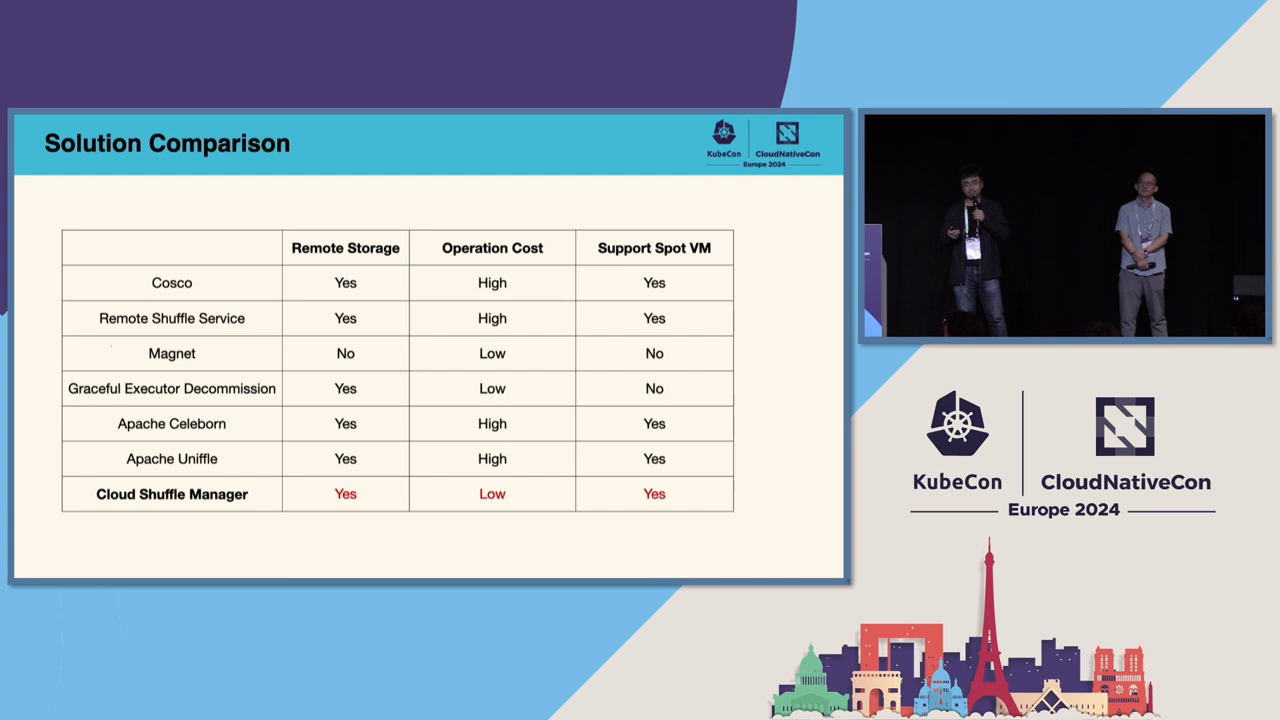 Solution Comparison
KubeCon
CloudNativeCon
Europe 2024
Remote Storage Operation Cost Support Spot VM
Cosco Yes High Yes
Remote Shuffle Service Yes High Yes
Magnet No Low No
Graceful Executor Decommission Yes Low No
Apache Celeborn Yes High Yes
Apache Uniffle Yes High Yes
Cloud Shuffle Manager Yes Low Yes
KubeCon
CloudNativeCon
Europe 2024